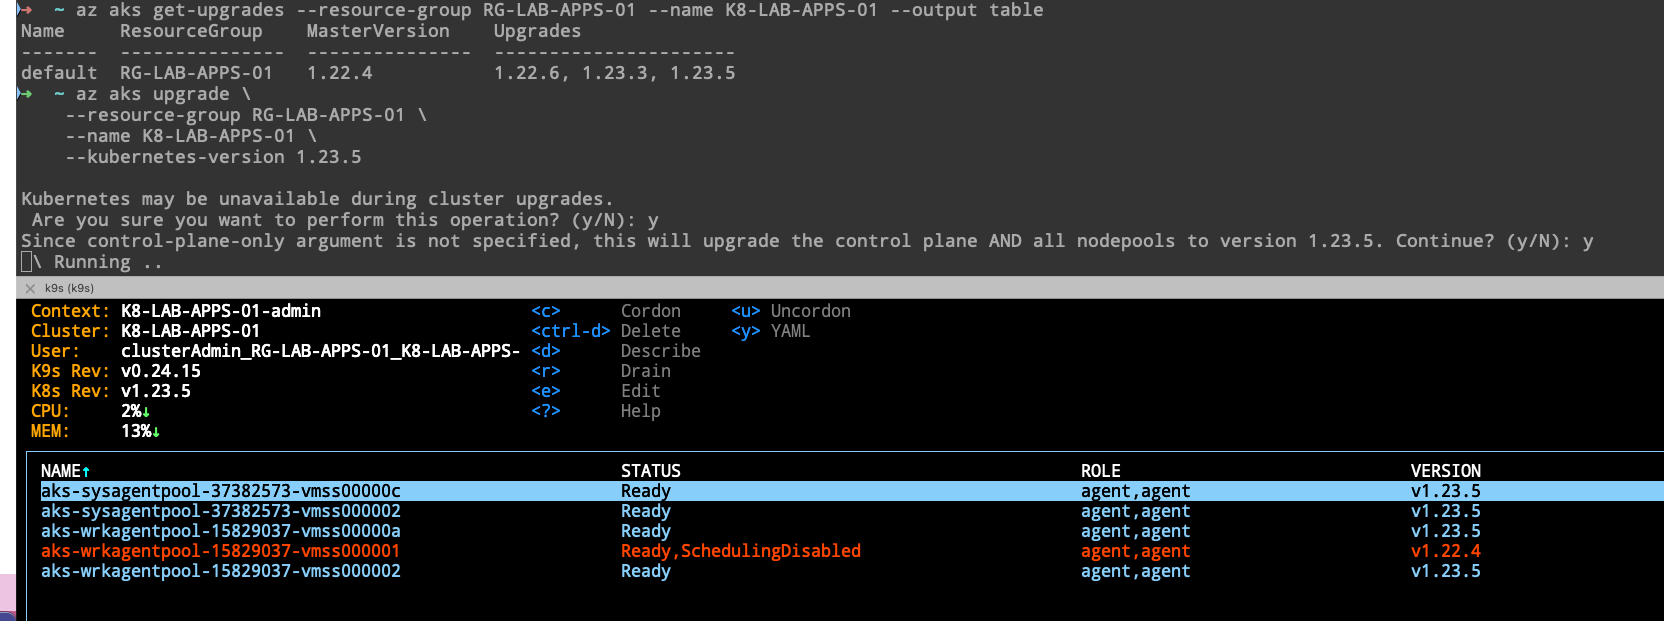 ➜  ~ az aks get-upgrades --resource-group RG-LAB-APPS-01 --name K8-LAB-APPS-01 --output table
Name     ResourceGroup    MasterVersion    Upgrades
-------  ---------------  ---------------  ----------------------
default  RG-LAB-APPS-01   1.22.4           1.22.6, 1.23.3, 1.23.5
➜  ~ az aks upgrade \
    --resource-group RG-LAB-APPS-01 \
    --name K8-LAB-APPS-01 \
    --kubernetes-version 1.23.5
Kubernetes may be unavailable during cluster upgrades.
 Are you sure you want to perform this operation? (y/N): y
Since control-plane-only argument is not specified, this will upgrade the control plane AND all nodepools to version 1.23.5. Continue? (y/N): y
\ Running ..
k9s (k9s)
Context: K8-LAB-APPS-01-admin <c> Cordon <u> Uncordon
Cluster: K8-LAB-APPS-01 <ctrl-d> Delete <y> YAML
User: clusterAdmin_RG-LAB-APPS-01_K8-LAB-APPS- <d> Describe
K9s Rev: v0.24.15 <r> Drain
K8s Rev: v1.23.5 <e> Edit
CPU: 2%↓ <?> Help
MEM: 13%↓
NAME↑ STATUS ROLE VERSION
aks-sysagentpool-37382573-vmss00000c Ready agent,agent v1.23.5
aks-sysagentpool-37382573-vmss000002 Ready agent,agent v1.23.5
aks-wrkagentpool-15829037-vmss00000a Ready agent,agent v1.23.5
aks-wrkagentpool-15829037-vmss000001 Ready,SchedulingDisabled agent,agent v1.22.4
aks-wrkagentpool-15829037-vmss000002 Ready agent,agent v1.23.5